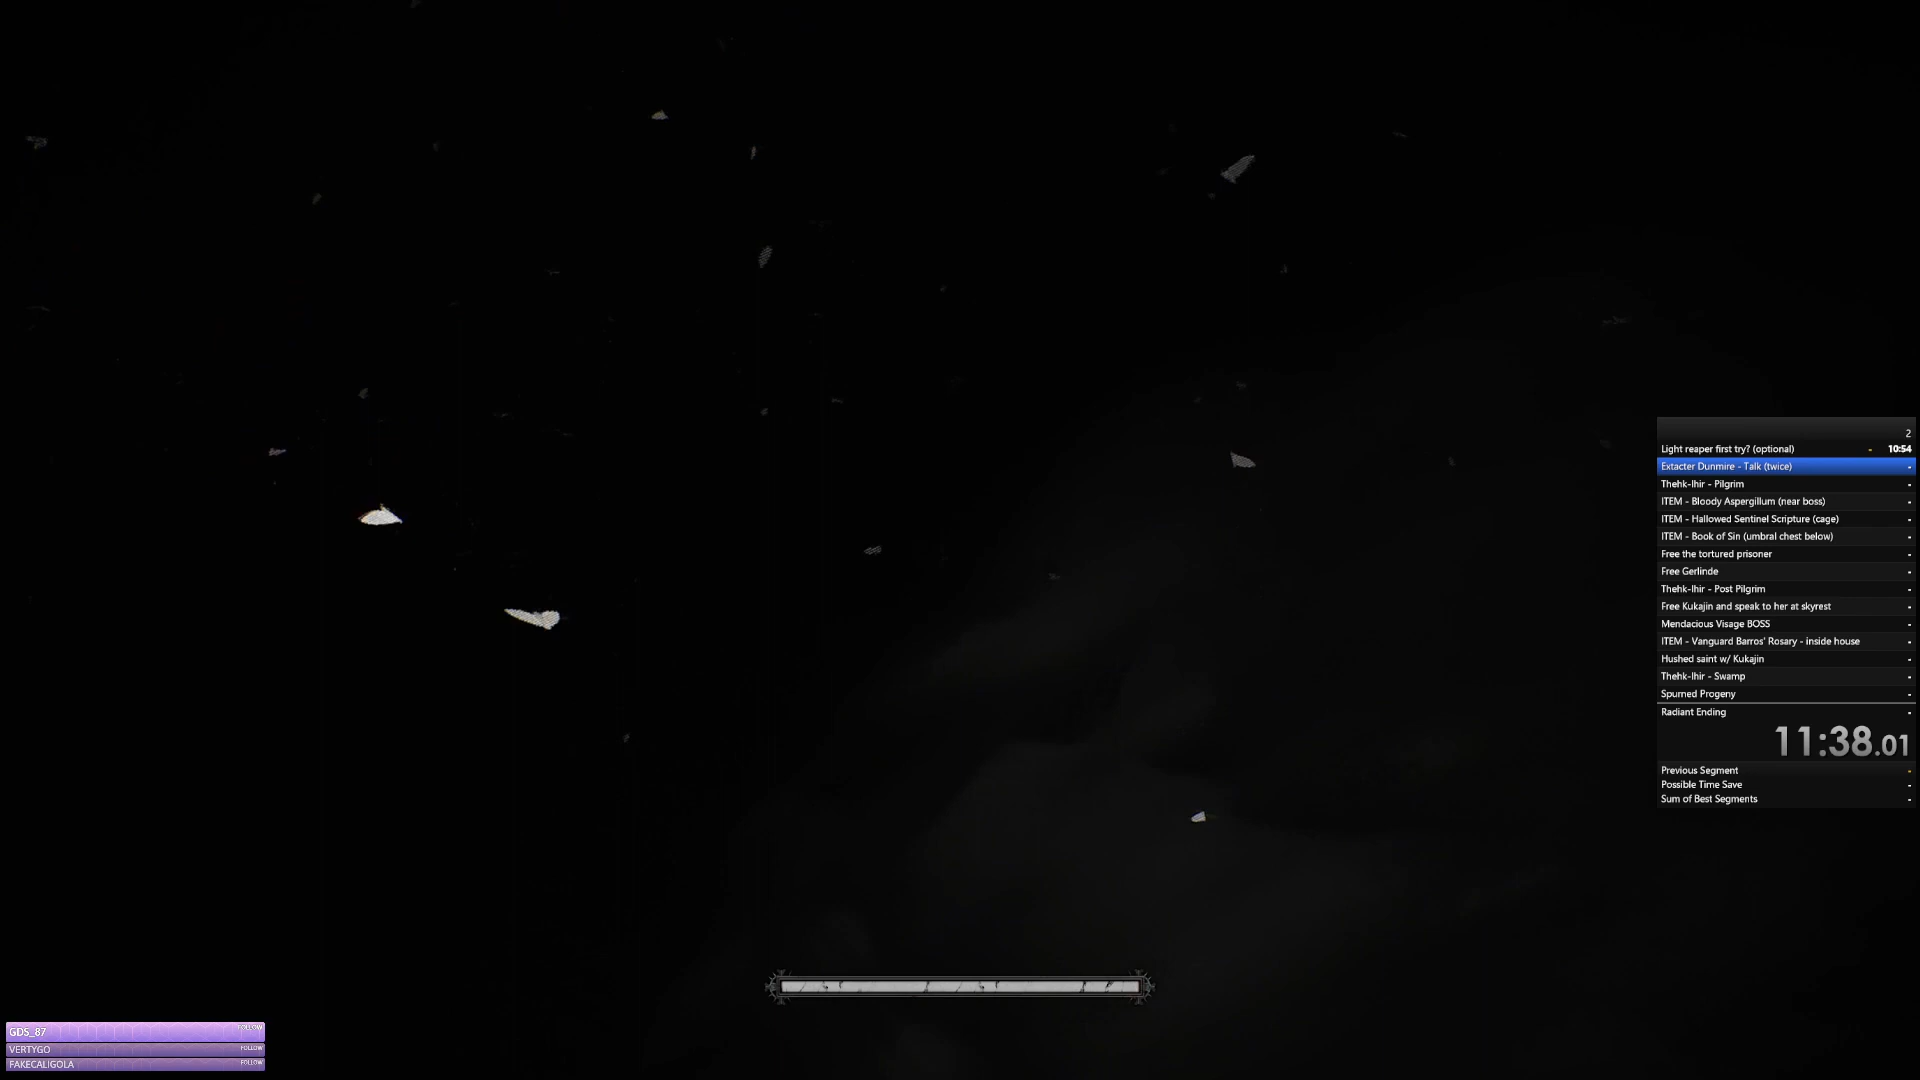 2
Light reaper first try? (optional) - 10:54
Extacter Dunmire - Talk (twice) -
Thehk-Ihir - Pilgrim -
ITEM - Bloody Aspergillum (near boss) -
ITEM - Hallowed Sentinel Scripture (cage) -
ITEM - Book of Sin (umbral chest below) -
Free the tortured prisoner -
Free Gerlinde -
Thehk-Ihir - Post Pilgrim -
Free Kukajin and speak to her at skyrest -
Mendacious Visage BOSS -
ITEM - Vanguard Barros' Rosary - inside house -
Hushed saint w/ Kukajin -
Thehk-Ihir - Swamp -
Spurned Progeny -
Radiant Ending -
11:38.01
Previous Segment -
Possible Time Save -
Sum of Best Segments -
GDS_87 FOLLOW
VERTYGO FOLLOW
FAKECALIGOLA FOLLOW